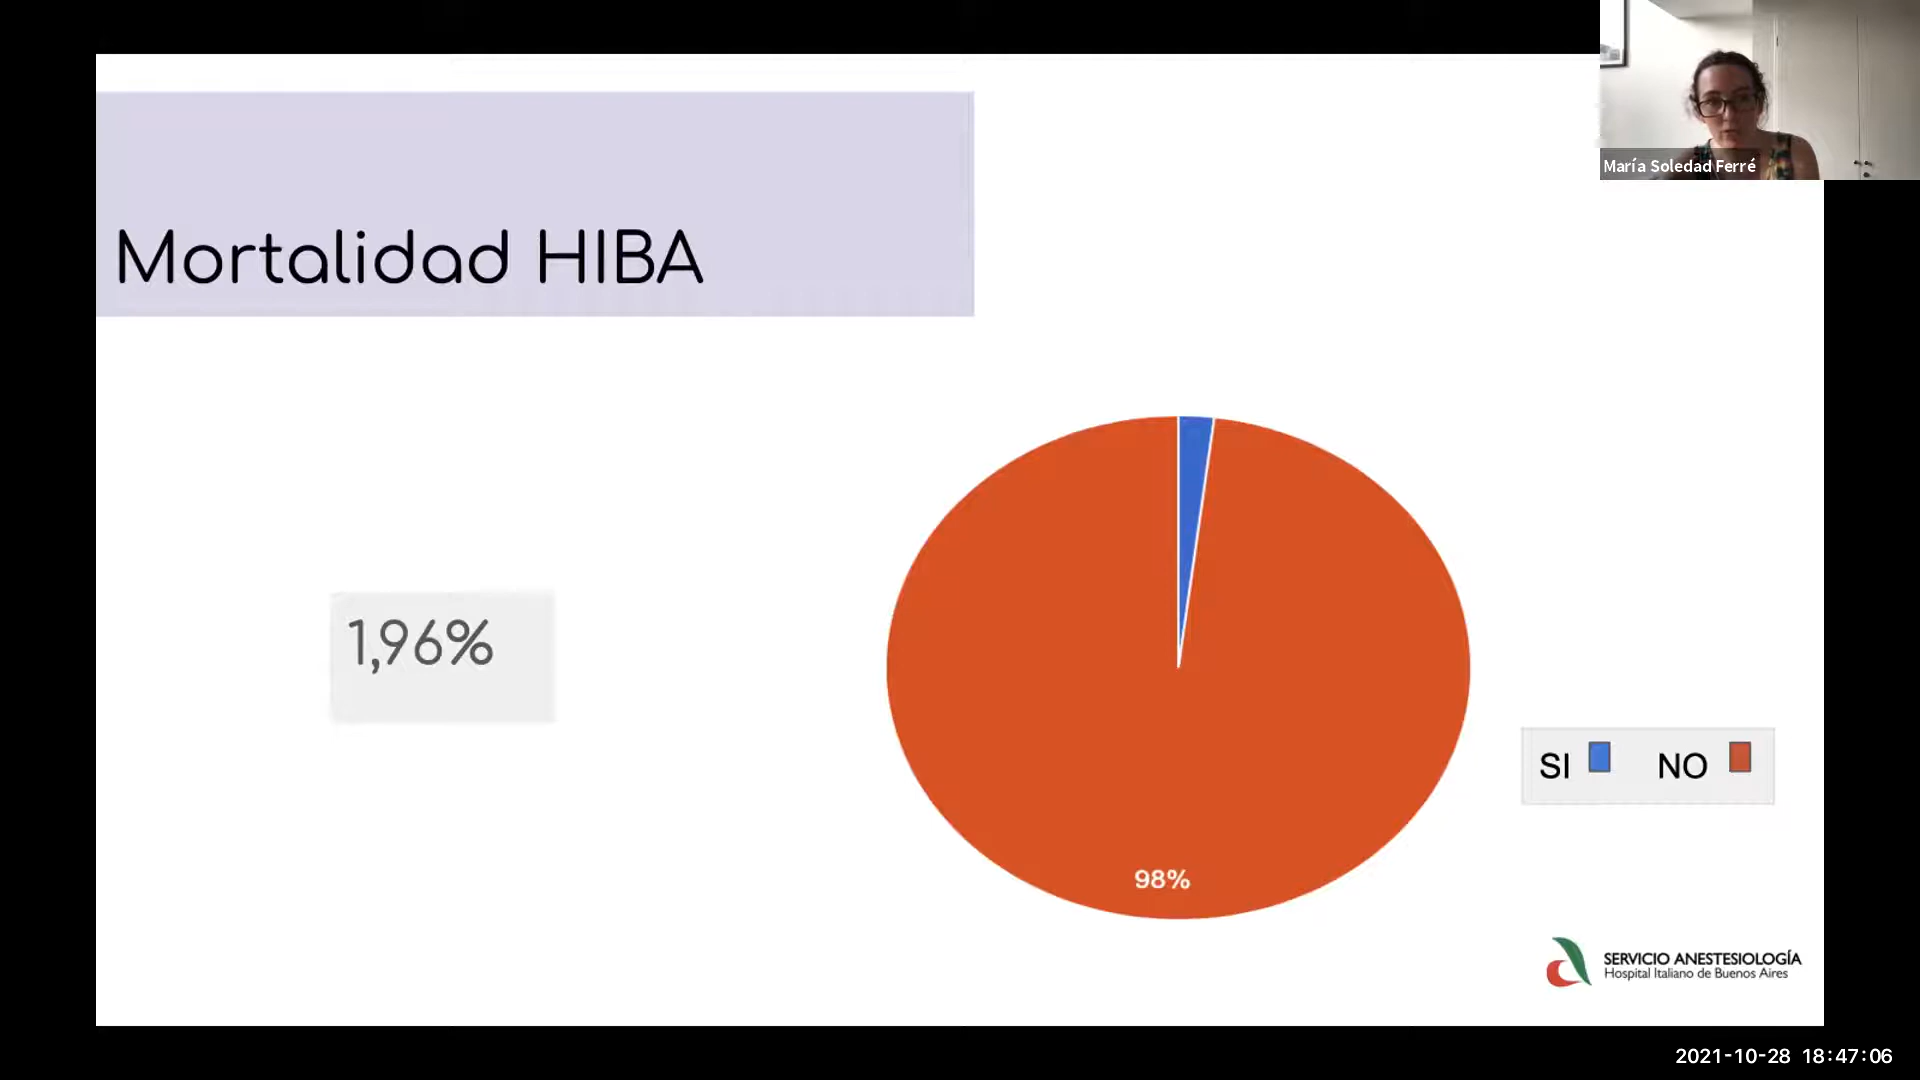 María Soledad Ferré
Mortalidad HIBA
1,96%
SI NO
98%
SERVICIO ANESTESIOLOGÍA
Hospital Italiano de Buenos Aires
2021-10-28 18:47:06